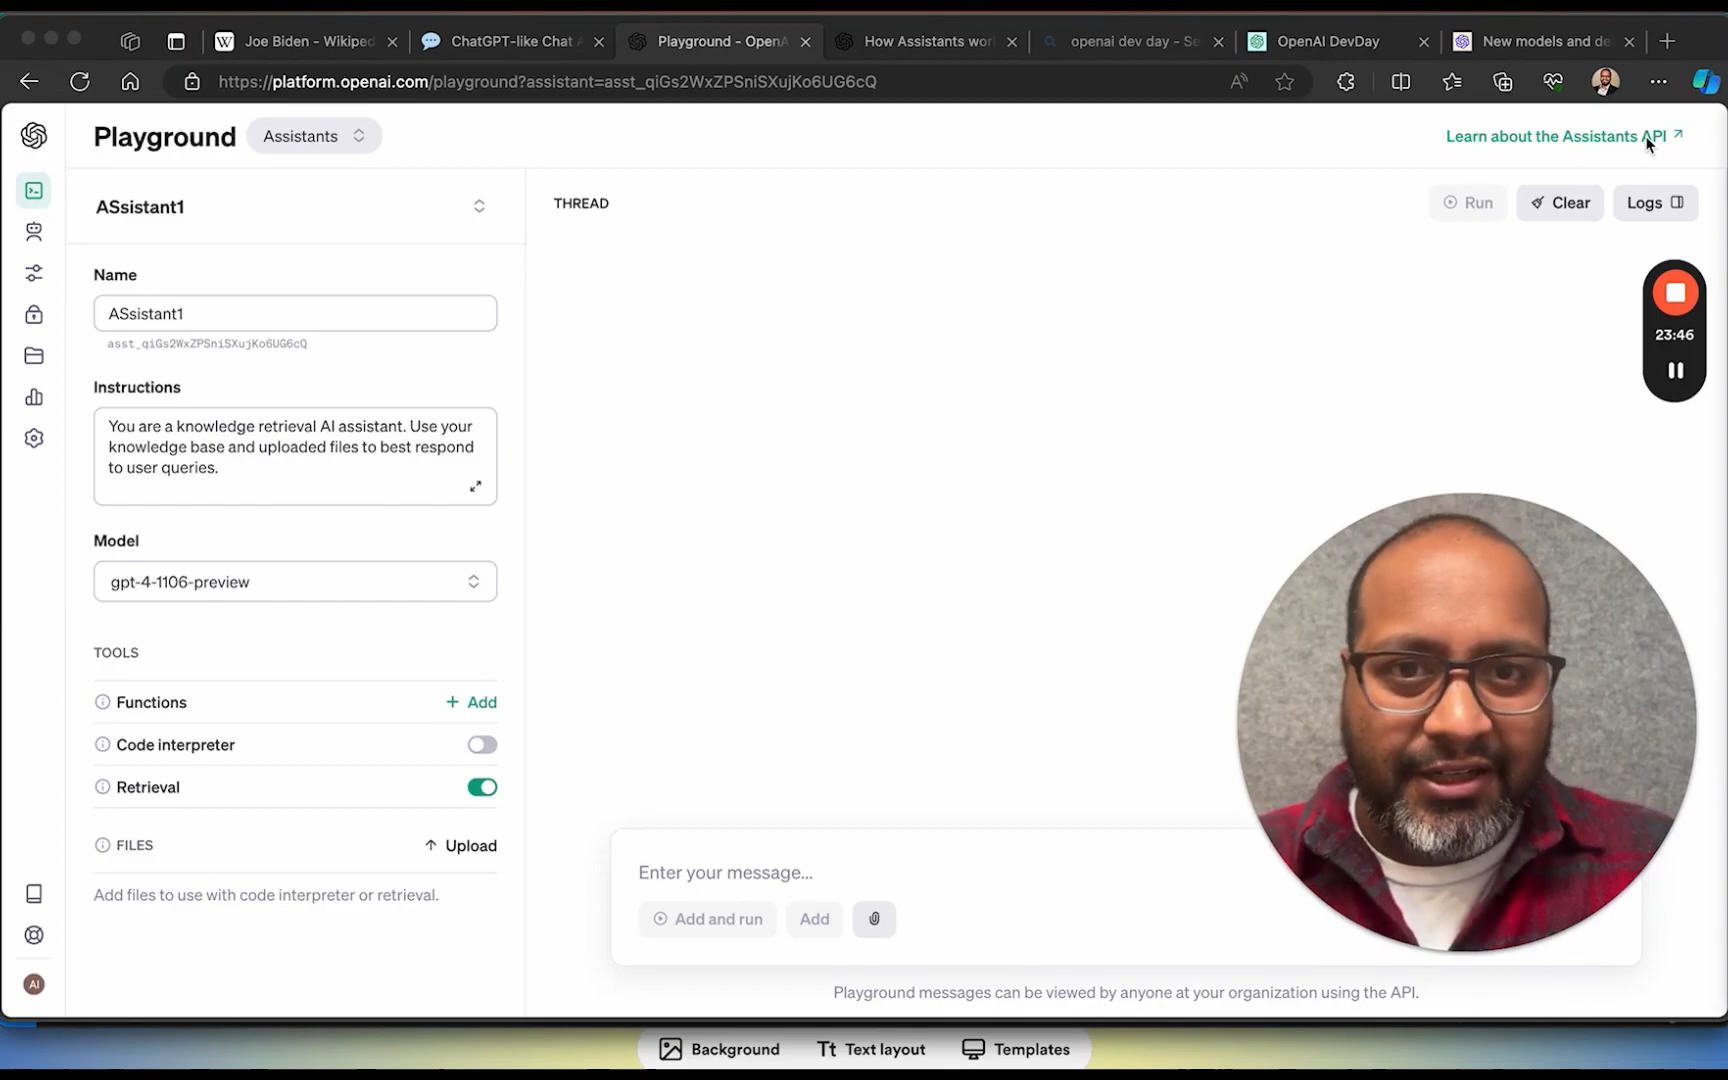 Joe Biden - Wikiped
ChatGPT-like Chat A
Playground - OpenA
How Assistants worl
openai dev day - Se
OpenAI DevDay
New models and de
https://platform.openai.com/playground?assistant=asst_qiGs2WxZPSniSXujKo6UG6cQ
Playground
Assistants
Learn about the Assistants API
ASsistant1
THREAD
Run
Clear
Logs
Name
ASsistant1
asst_qiGs2WxZPSniSXujKo6UG6cQ
23:46
Instructions
You are a knowledge retrieval AI assistant. Use your
knowledge base and uploaded files to best respond
to user queries.
Model
gpt-4-1106-preview
TOOLS
Functions
+ Add
Code interpreter
Retrieval
FILES
Upload
Add files to use with code interpreter or retrieval.
Enter your message...
Add and run
Add
AI
Playground messages can be viewed by anyone at your organization using the API.
Background
Tt Text layout
Templates